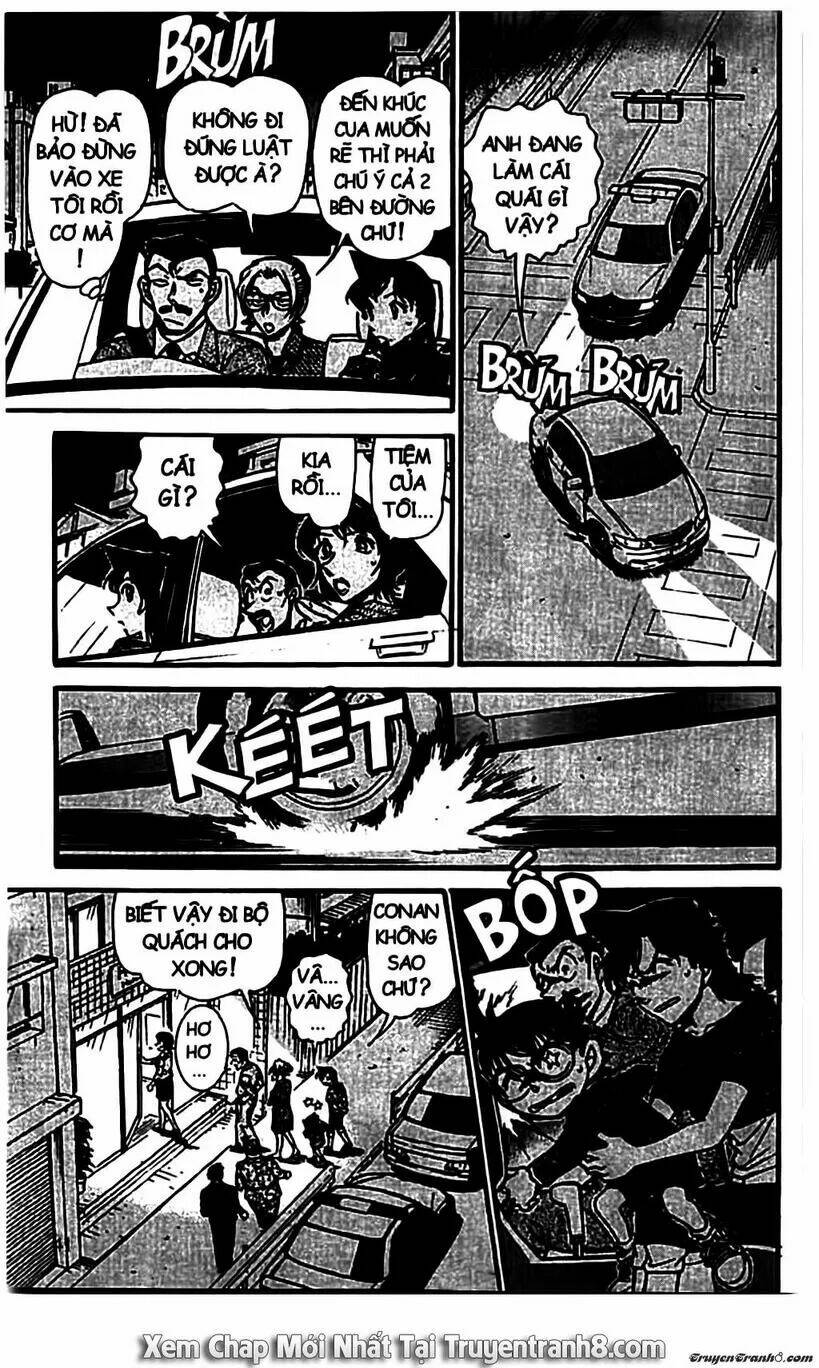 ANH ĐANG
LÀM CÁI
QUÁI GÌ
VẬY?
BRÙM
BRÙM
BRÙM
ĐẾN KHÚC
CUA MUỐN
RẼ THÌ PHẢI
CHÚ Ý CẢ 2
BÊN ĐƯỜNG
CHỨ!
KHÔNG ĐI
ĐÚNG LUẬT
ĐƯỢC À?
HỪ! ĐÃ
BẢO ĐỪNG
VÀO XE
TÔI RỒI
CƠ MÀ
!
TIỆM
CỦA
TÔI...
KIA
RỒI...
CÁI
GÌ?
KÉÉT
BỐP
CONAN
KHÔNG
SAO
CHƯ?
VÂ...
VÂNG
...
BIẾT VẬY ĐI BỘ
QUÁCH CHO
XONG!
HƠ
HƠ
...
Xem Chap Mới Nhất Tại Truyentranh8.com
TruyenTranh8.com